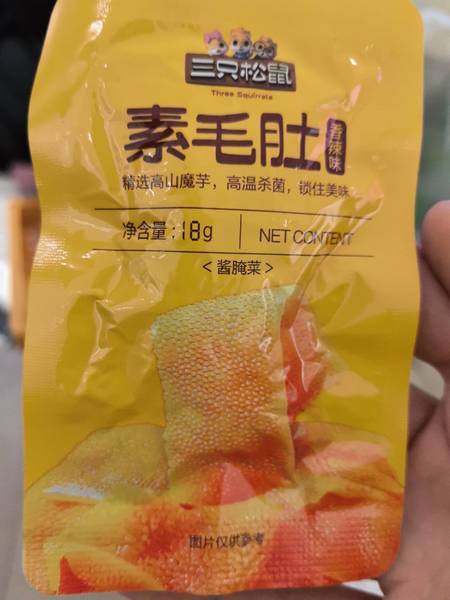 三只松鼠
Three Squirrels
素毛肚
香辣味
精选高山魔芋，高温杀菌，锁住美味
净含量：18g
NET CONTENT
<酱腌菜>
图片仅供参考